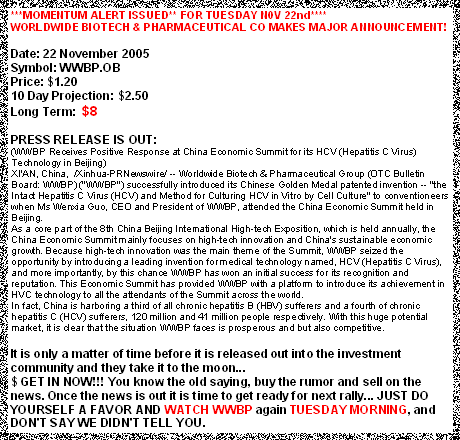 ***MOMENTUM ALERT ISSUED** FOR TUESDAY N0V 22nd****
WORLDWIDE BIOTECH & PHARMACEUTICAL CO MAKES MAJOR ANNOUNCEMENT!
Date: 22 November 2005
Symbol: WWBP.OB
Price: $1.20
10 Day Projection: $2.50
Long Term: $8
PRESS RELEASE IS OUT:
(WWBP Receives Positive Response at China Economic Summit for its HCV (Hepatitis C Virus)
Technology in Beijing)
XI'AN, China, /Xinhua-PRNewswire/ -- Worldwide Biotech & Pharmaceutical Group (OTC Bulletin
Board: WWBP)("WWBP") successfully introduced its Chinese Golden Medal patented invention -- "the
Intact Hepatitis C Virus (HCV) and Method for Culturing HCV in Vitro by Cell Culture" to conventioneers
when Ms Wenxia Guo, CEO and President of WWBP, attended the China Economic Summit held in
Beijing.
As a core part of the 8th China Beijing International High-tech Exposition, which is held annually, the
China Economic Summit mainly focuses on high-tech innovation and China's sustainable economic
growth. Because high-tech innovation was the main theme of the Summit, WWBP seized the
opportunity by introducing a leading invention for medical technology named, HCV (Hepatitis C Virus),
and more importantly, by this chance WWBP has won an initial success for its recognition and
reputation. This Economic Summit has provided WWBP with a platform to introduce its achievement in
HVC technology to all the attendants of the Summit across the world.
In fact, China is harboring a third of all chronic hepatitis B (HBV) sufferers and a fourth of chronic
hepatitis C (HCV) sufferers, 120 million and 41 million people respectively. With this huge potential
market, it is clear that the situation WWBP faces is prosperous and but also competitive.
It is only a matter of time before it is released out into the investment
community and they take it to the moon...
$ GET IN NOW!!! You know the old saying, buy the rumor and sell on the
news. Once the news is out it is time to get ready for next rally... JUST DO
YOURSELF A FAVOR AND WATCH WWBP again TUESDAY MORNING, and
DON'T SAY WE DIDN'T TELL YOU.